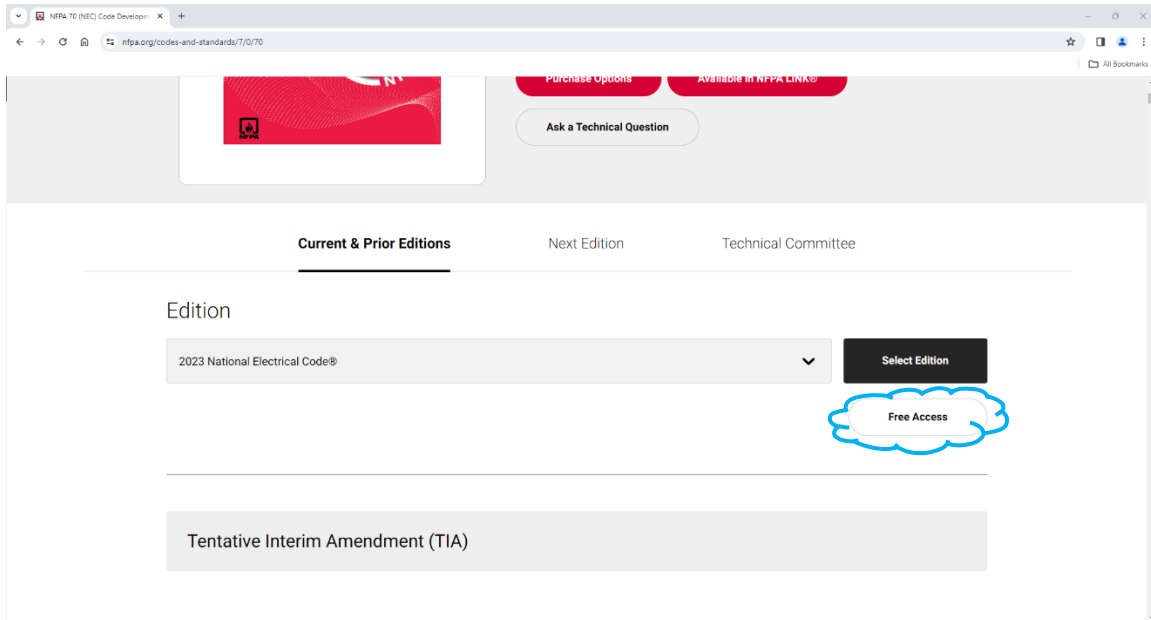 NFPA 70 (NEC) Code Developm
nfpa.org/codes-and-standards/7/0/70
All Bookmarks
NFPA
Purchase Options
Available in NFPA LINK®
Ask a Technical Question
Current & Prior Editions
Next Edition
Technical Committee
Edition
2023 National Electrical Code®
Select Edition
Free Access
Tentative Interim Amendment (TIA)